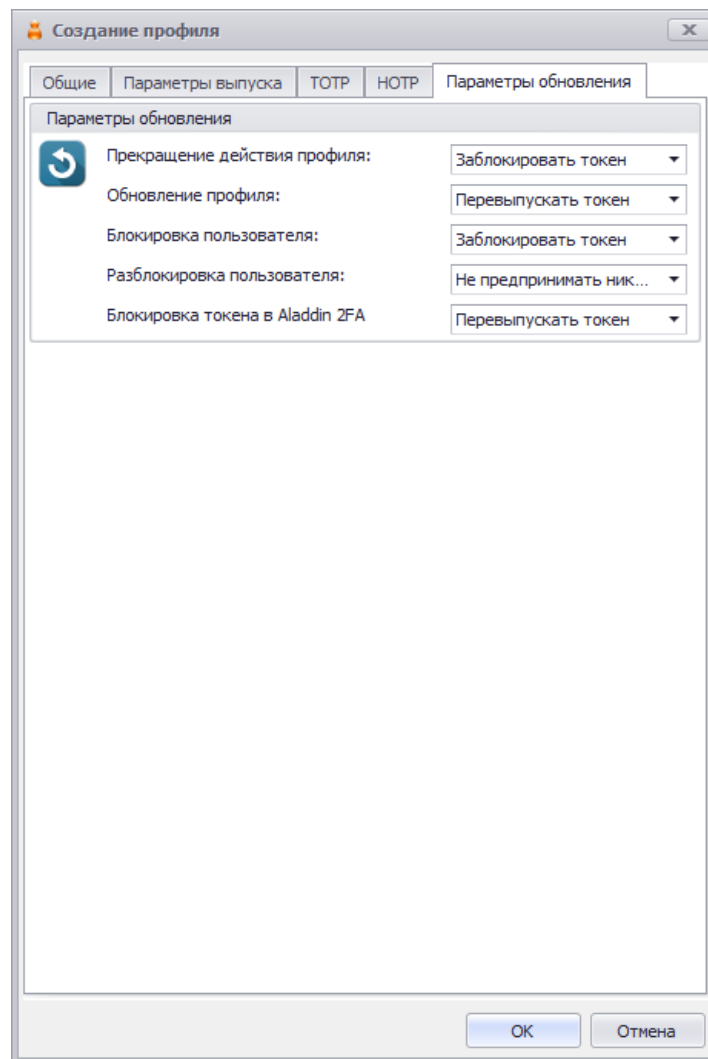 Создание профиля
Общие Параметры выпуска TOTP HOTP Параметры обновления
Параметры обновления
Прекращение действия профиля: Заблокировать токен
Обновление профиля: Перевыпускать токен
Блокировка пользователя: Заблокировать токен
Разблокировка пользователя: Не предпринимать ник...
Блокировка токена в Aladdin 2FA Перевыпускать токен
ОК Отмена